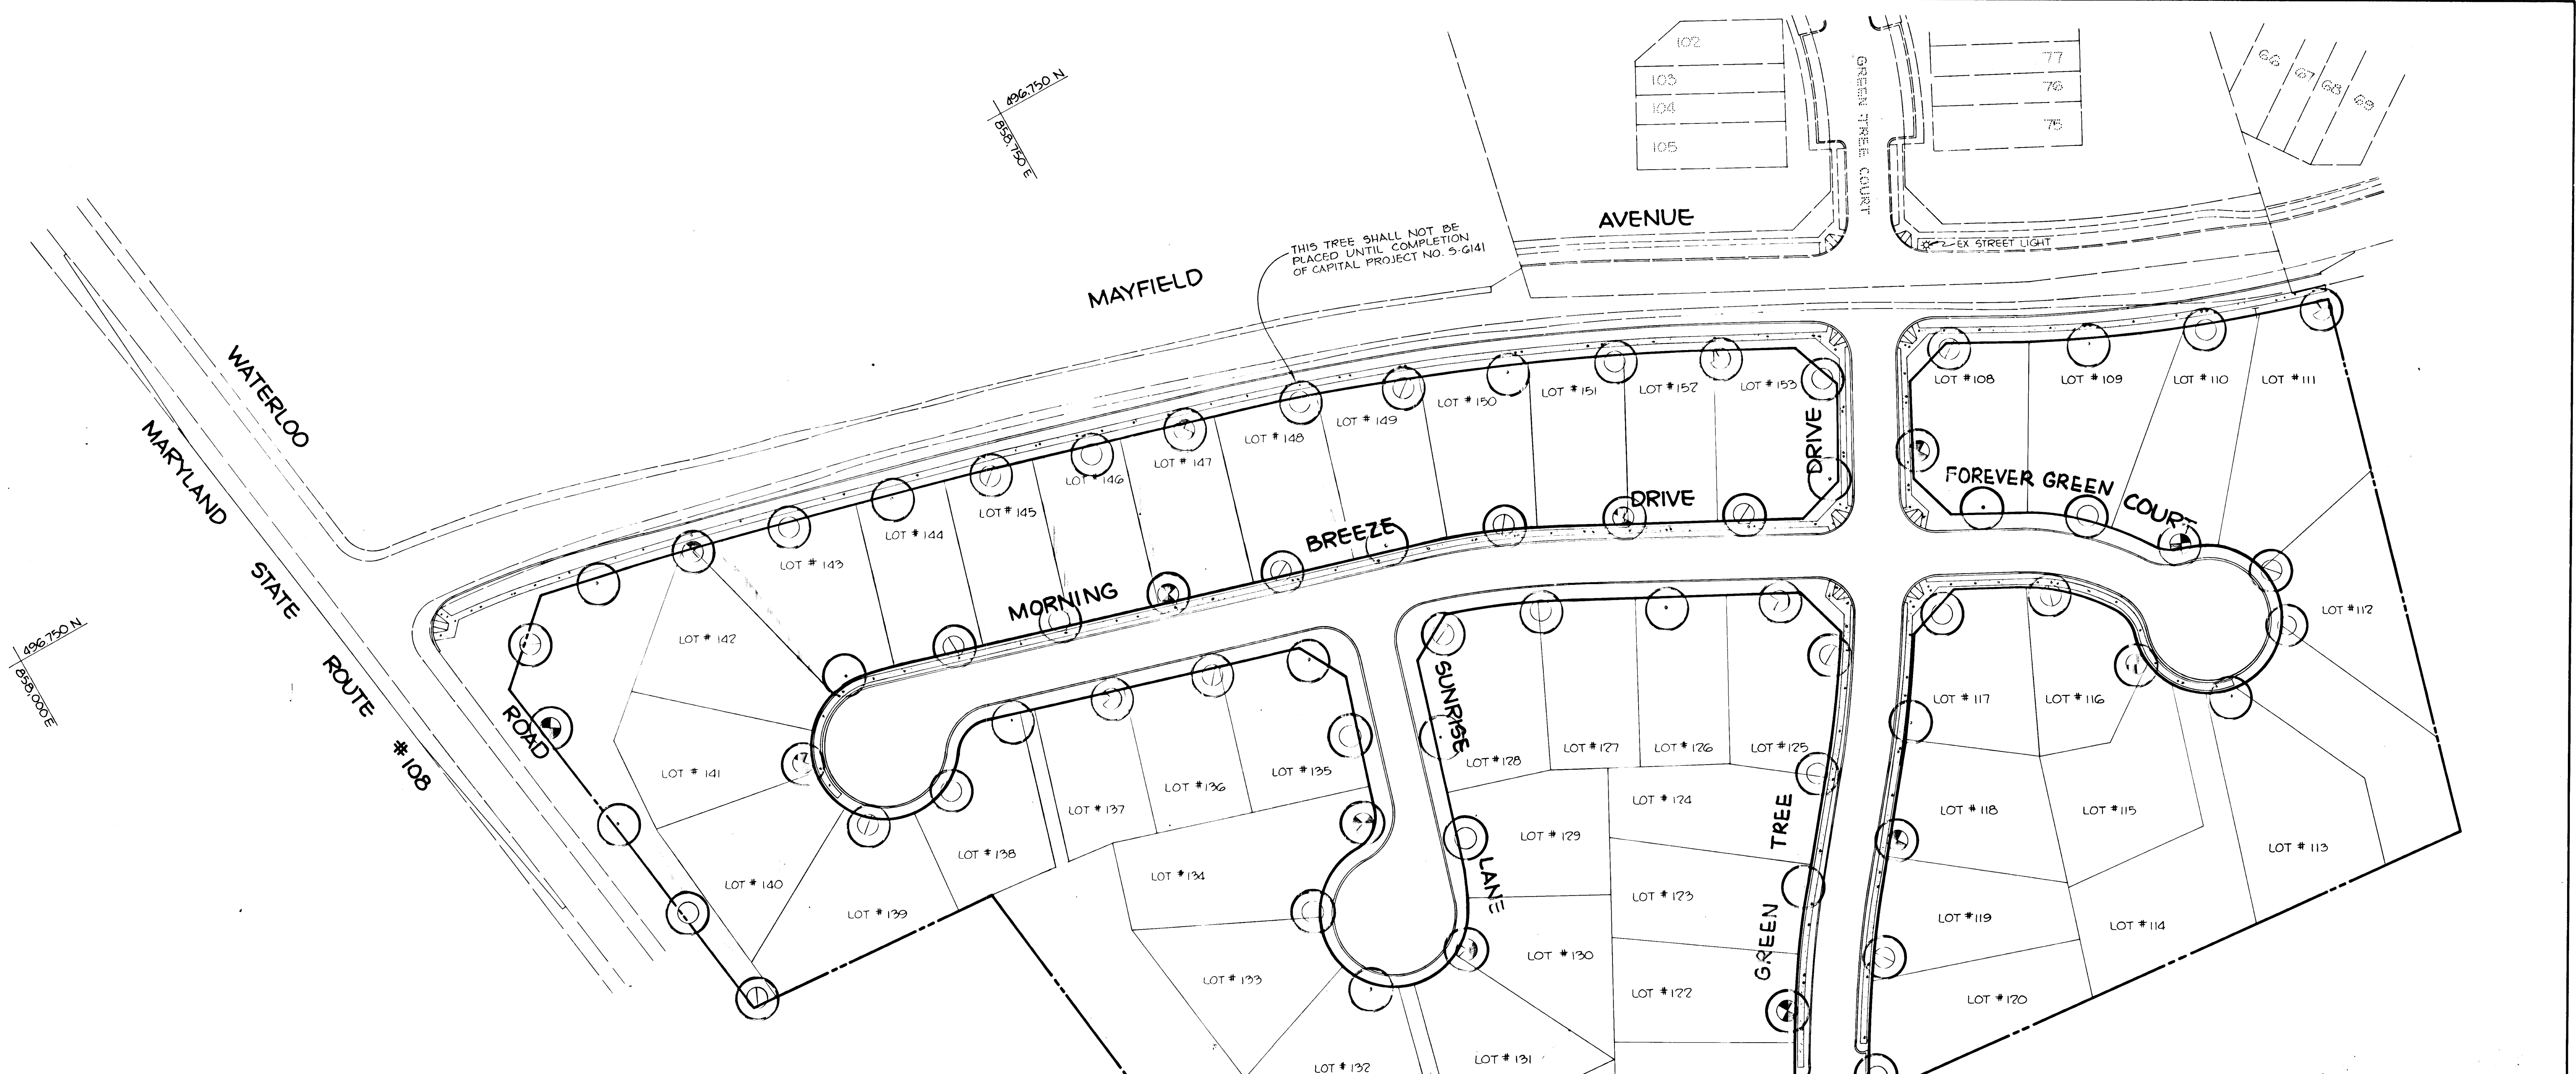 102
103
104
105
GREEN TREE COURT
77
76
75
66
67
68
69
496,750 N
858,750 E
AVENUE
EX STREET LIGHT
THIS TREE SHALL NOT BE
PLACED UNTIL COMPLETION
OF CAPITAL PROJECT NO. 5-6141
MAYFIELD
WATERLOO
ROAD
MARYLAND
STATE
ROUTE
#108
496,750 N
858,000 E
LOT #108
LOT #109
LOT #110
LOT #111
LOT #153
LOT #152
LOT #151
LOT #150
LOT #149
LOT # 148
LOT # 147
LOT #146
LOT #145
LOT #144
LOT # 143
LOT # 142
LOT # 141
LOT # 140
LOT #139
LOT #138
LOT #137
LOT #136
LOT #135
LOT #134
LOT # 133
LOT # 132
LOT # 131
LOT #130
LOT #129
LOT #128
LOT #127
LOT #126
LOT #125
LOT #124
LOT #123
LOT #122
MORNING
BREEZE
DRIVE
SUNRISE
LANE
GREEN
TREE
DRIVE
FOREVER GREEN
COURT
LOT #112
LOT #113
LOT #114
LOT #115
LOT #116
LOT #117
LOT #118
LOT #119
LOT #120